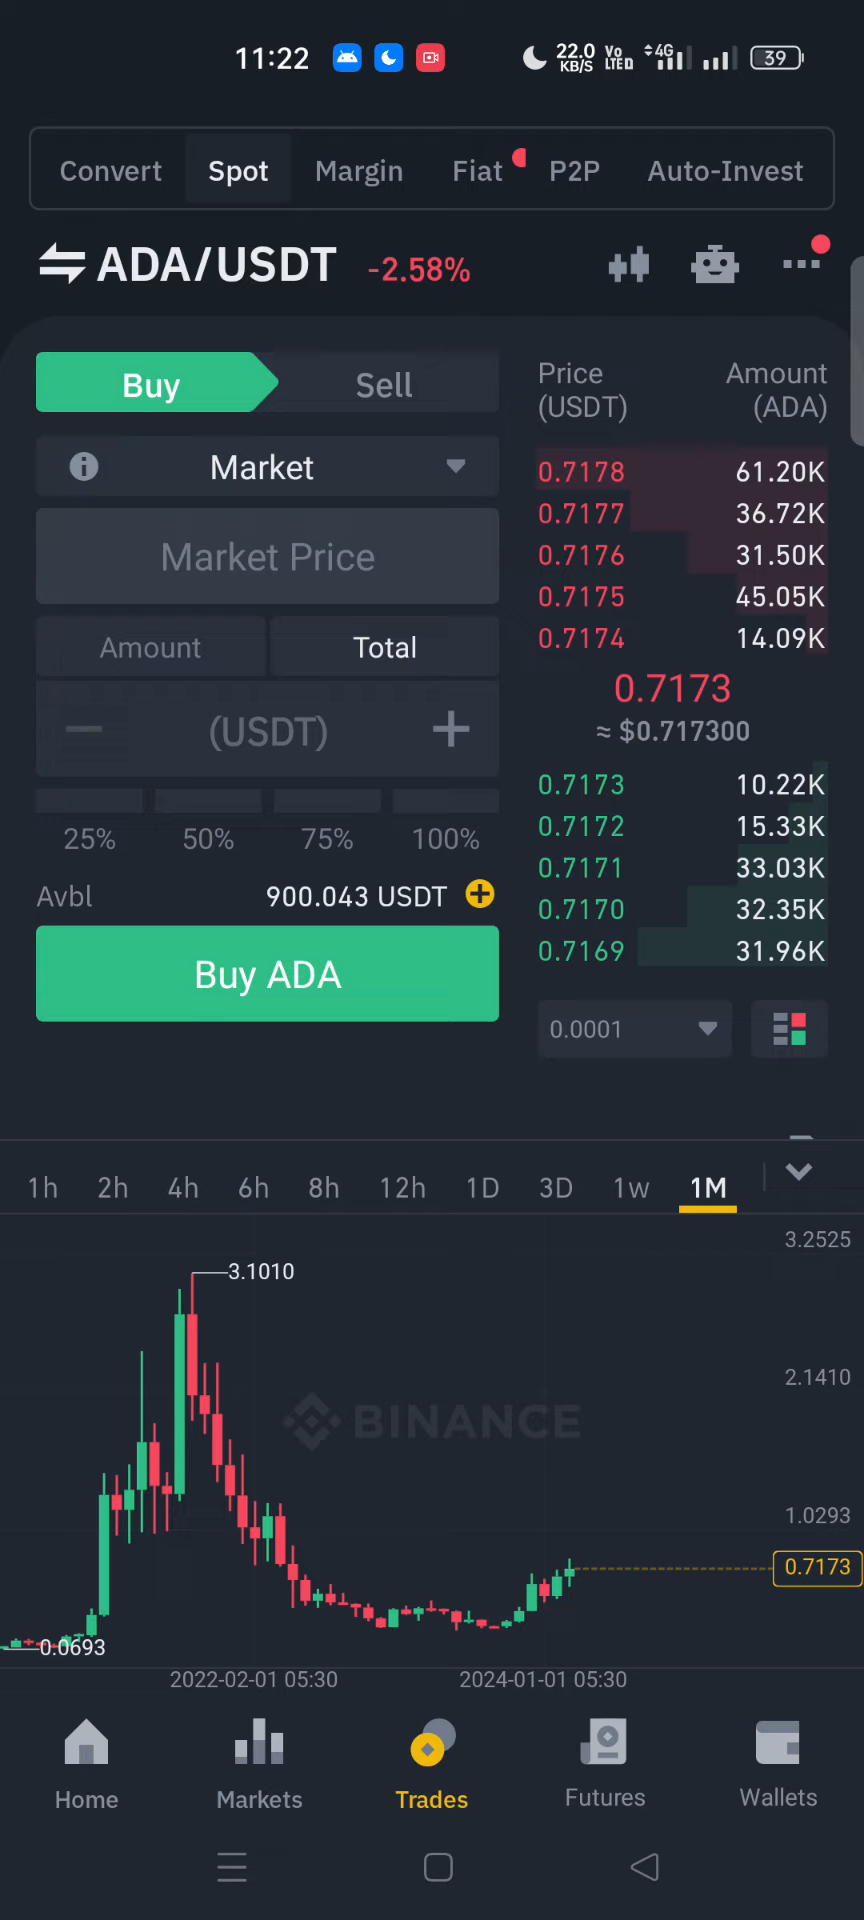 11:22 22.0 KB/S Vo LTE 4G 39
Convert Spot Margin Fiat P2P Auto-Invest
ADA/USDT -2.58%
Buy Sell
Market
Market Price
Amount Total
(USDT)
25% 50% 75% 100%
Avbl 900.043 USDT
Buy ADA
Price Amount
(USDT) (ADA)
0.7178 61.20K
0.7177 36.72K
0.7176 31.50K
0.7175 45.05K
0.7174 14.09K
0.7173
≈ $0.717300
0.7173 10.22K
0.7172 15.33K
0.7171 33.03K
0.7170 32.35K
0.7169 31.96K
0.0001
1h 2h 4h 6h 8h 12h 1D 3D 1w 1M
3.2525
3.1010
2.1410
BINANCE
1.0293
0.7173
0.0693
2022-02-01 05:30 2024-01-01 05:30
Home Markets Trades Futures Wallets